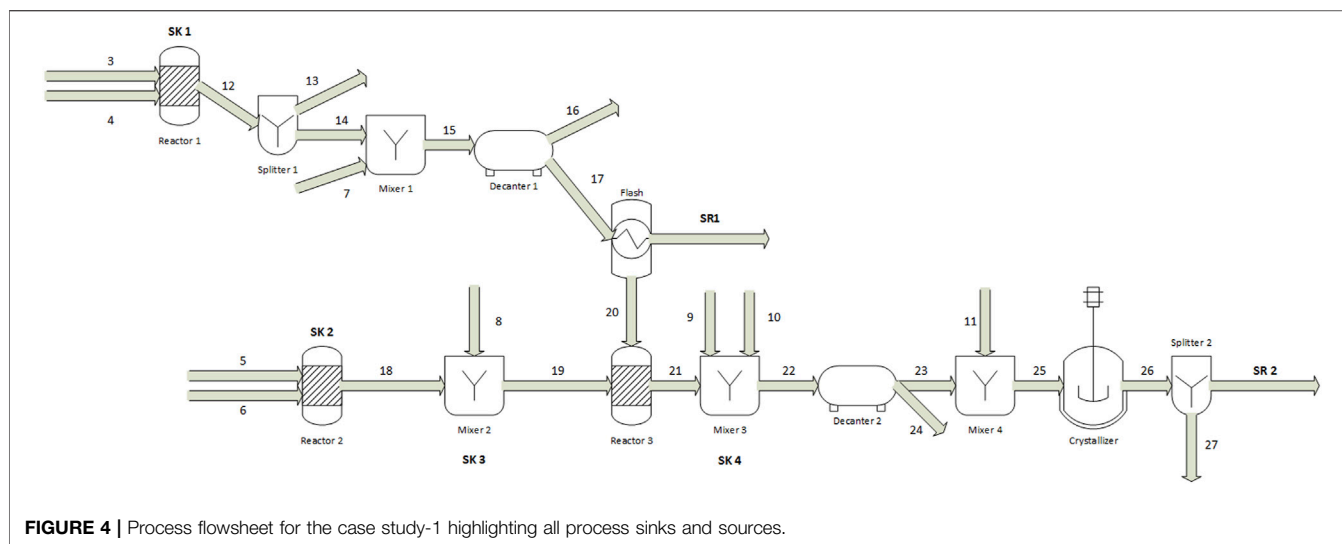 SK 1
3
4
Reactor 1
12
13
Splitter 1
14
7
Mixer 1
15
Decanter 1
16
17
Flash
SR1
20
5
6
SK 2
Reactor 2
18
8
Mixer 2
SK 3
19
Reactor 3
21
9
10
Mixer 3
SK 4
22
Decanter 2
23
24
11
Mixer 4
25
Crystallizer
26
Splitter 2
SR 2
27
FIGURE 4 | Process flowsheet for the case study-1 highlighting all process sinks and sources.